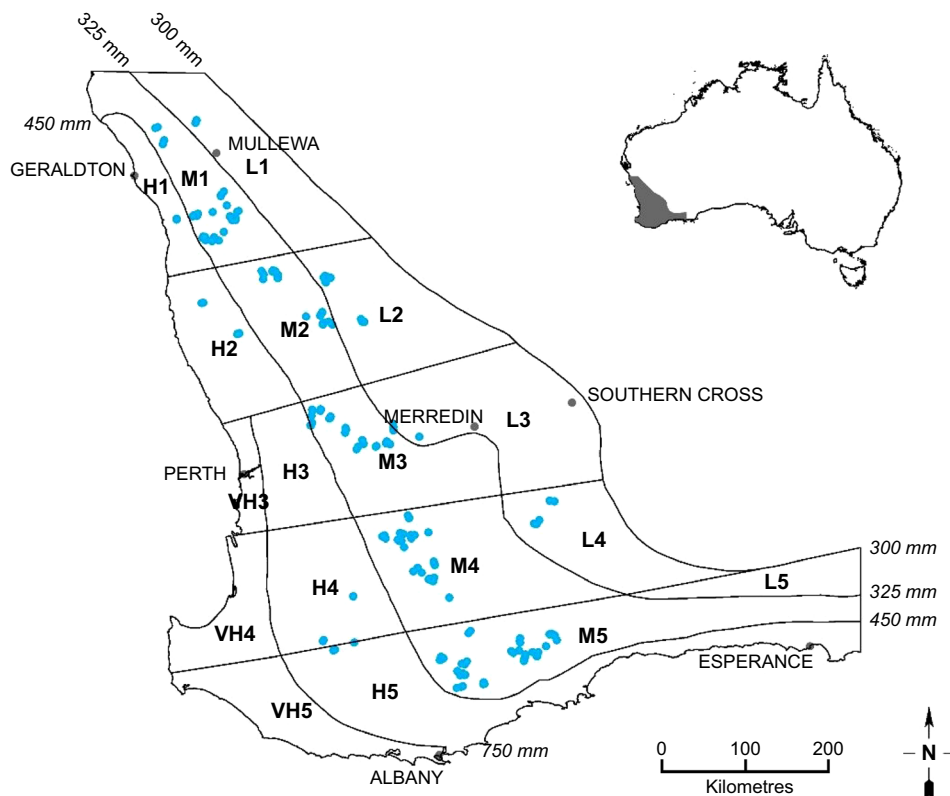 325 mm
300 mm
450 mm
MULLEWA
GERALDTON
H1
M1
L1
H2
M2
L2
SOUTHERN CROSS
MERREDIN
L3
PERTH
H3
M3
VH3
L4
300 mm
H4
M4
L5
325 mm
450 mm
VH4
M5
ESPERANCE
H5
VH5
750 mm
ALBANY
0 100 200
Kilometres
N